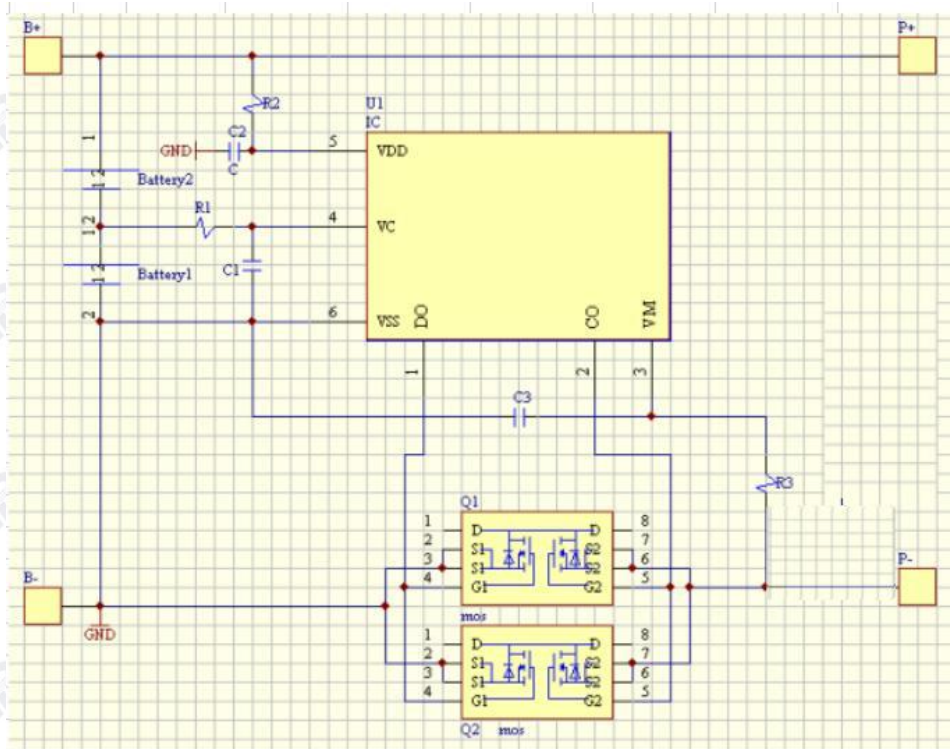 B+
P+
R2
U1
IC
1
C2
GND
C
5
VDD
1 2
Battery2
R1
4
VC
1 2
1 2
Battery1
C1
2
6
VSS
DO
CO
VM
1
2
3
C3
R3
Q1
1
D
D
8
2
S1
S2
7
3
S1
S2
6
4
G1
G2
5
B-
P-
GND
mos
1
D
D
8
2
S1
S2
7
3
S1
S2
6
4
G1
G2
5
Q2
mos